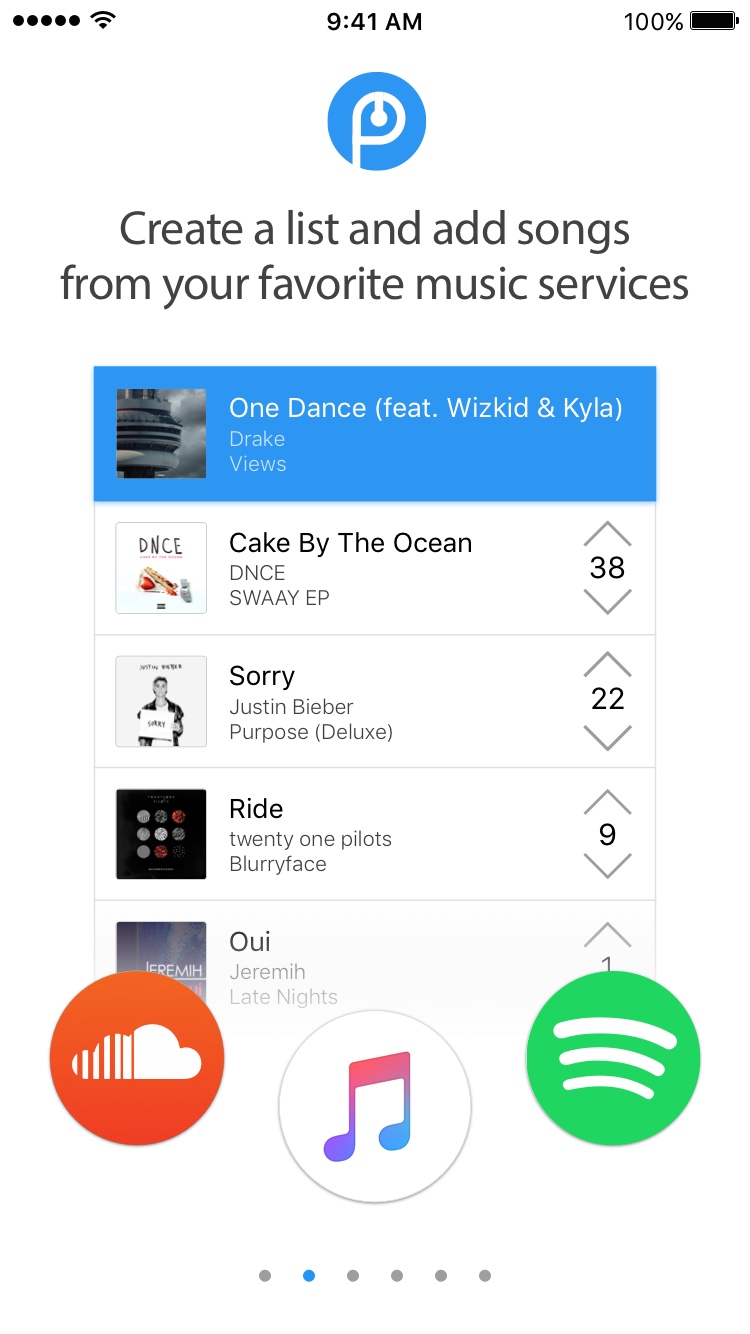 9:41 AM
100%
Create a list and add songs
from your favorite music services
One Dance (feat. Wizkid & Kyla)
Drake
Views
DNCE
Cake By The Ocean
DNCE
SWAAY EP
38
JUSTIN BIEBER
SORRY
Sorry
Justin Bieber
Purpose (Deluxe)
22
Ride
twenty one pilots
Blurryface
9
JEREMIH
Oui
Jeremih
Late Nights
1